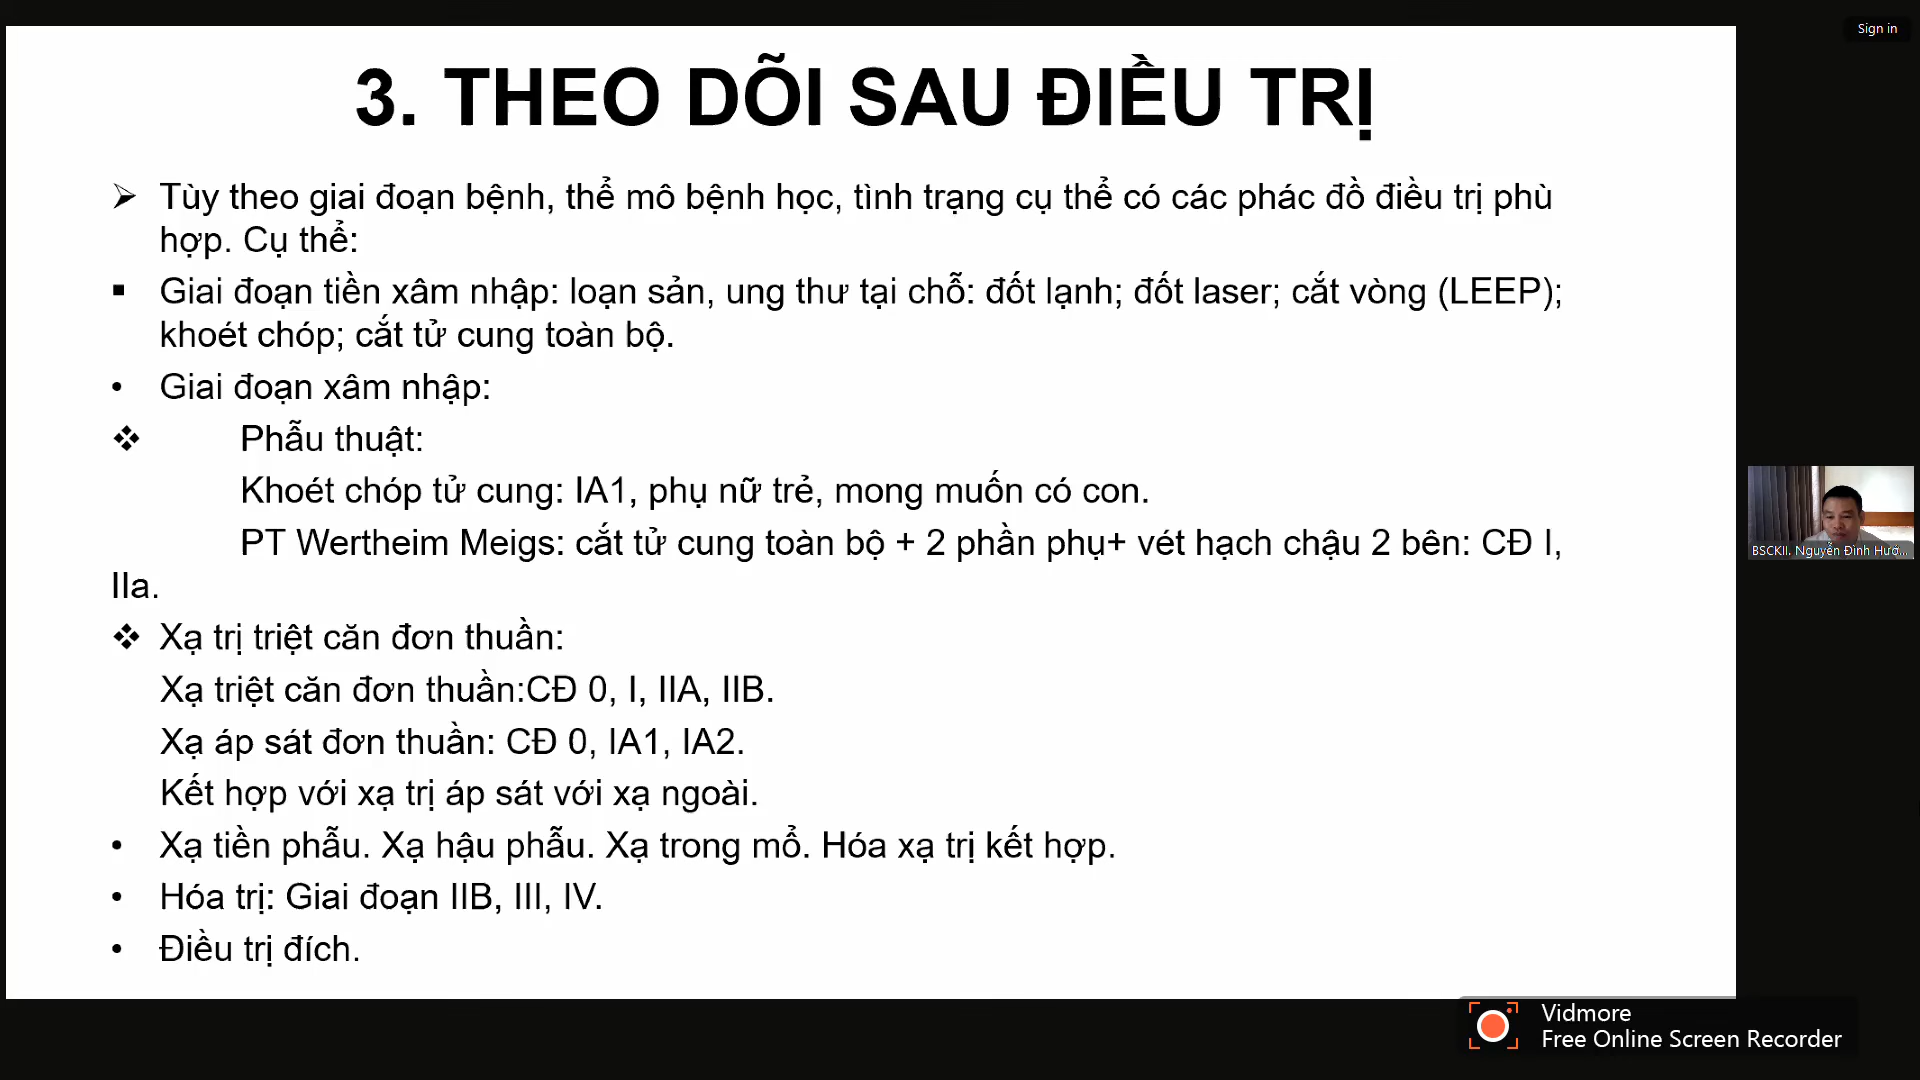 Sign in
3. THEO DÕI SAU ĐIỀU TRỊ
Tùy theo giai đoạn bệnh, thể mô bệnh học, tình trạng cụ thể có các phác đồ điều trị phù
hợp. Cụ thể:
Giai đoạn tiền xâm nhập: loạn sản, ung thư tại chỗ: đốt lạnh; đốt laser; cắt vòng (LEEP);
khoét chóp; cắt tử cung toàn bộ.
Giai đoạn xâm nhập:
Phẫu thuật:
Khoét chóp tử cung: IA1, phụ nữ trẻ, mong muốn có con.
PT Wertheim Meigs: cắt tử cung toàn bộ + 2 phần phụ+ vét hạch chậu 2 bên: CĐ I,
IIa.
Xạ trị triệt căn đơn thuần:
Xạ triệt căn đơn thuần:CĐ 0, I, IIA, IIB.
Xạ áp sát đơn thuần: CĐ 0, IA1, IA2.
Kết hợp với xạ trị áp sát với xạ ngoài.
Xạ tiền phẫu. Xạ hậu phẫu. Xạ trong mổ. Hóa xạ trị kết hợp.
Hóa trị: Giai đoạn IIB, III, IV.
Điều trị đích.
BSCKII. Nguyễn Đình Hươ...
Vidmore
Free Online Screen Recorder